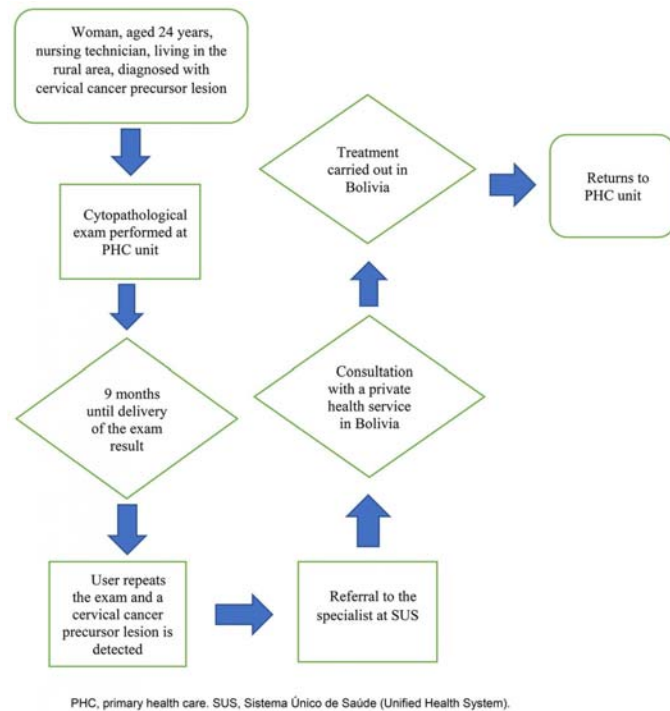 Woman, aged 24 years,
nursing technician, living in the
rural area, diagnosed with
cervical cancer precursor lesion
Cytopathological
exam performed at
PHC unit
9 months
until delivery
of the exam
result
User repeats
the exam and a
cervical cancer
precursor lesion is
detected
Referral to the
specialist at SUS
Consultation
with a private
health service
in Bolivia
Treatment
carried out in
Bolivia
Returns to
PHC unit
PHC, primary health care. SUS, Sistema Único de Saúde (Unified Health System).